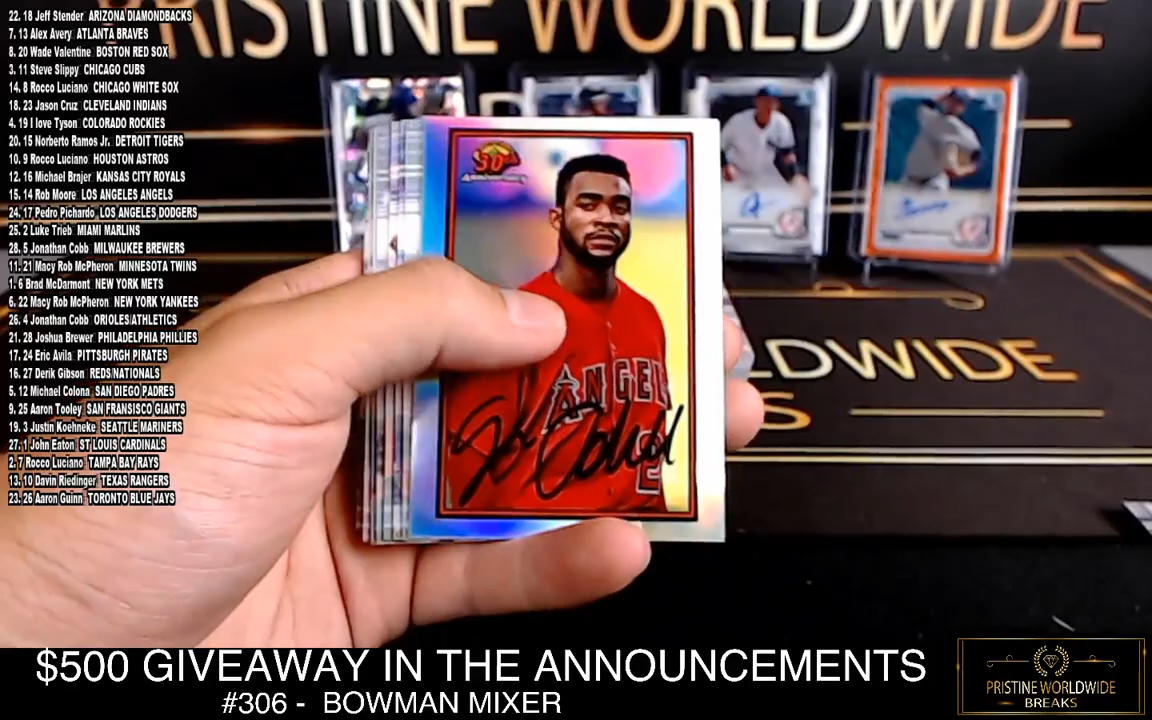 PRISTINE WORLDWIDE
22. 18 Jeff Stender ARIZONA DIAMONDBACKS
7. 13 Alex Avery ATLANTA BRAVES
8. 20 Wade Valentine BOSTON RED SOX
3. 11 Steve Slippy CHICAGO CUBS
14. 8 Rocco Luciano CHICAGO WHITE SOX
18. 23 Jason Cruz CLEVELAND INDIANS
4. 19 I love Tyson COLORADO ROCKIES
20. 15 Norberto Ramos Jr. DETROIT TIGERS
10. 9 Rocco Luciano HOUSTON ASTROS
12. 16 Michael Brajer KANSAS CITY ROYALS
15. 14 Rob Moore LOS ANGELES ANGELS
24. 17 Pedro Pichardo LOS ANGELES DODGERS
25. 2 Luke Trieb MIAMI MARLINS
28. 5 Jonathan Cobb MILWAUKEE BREWERS
11. 21 Macy Rob McPheron MINNESOTA TWINS
1. 6 Brad McDarmont NEW YORK METS
6. 22 Macy Rob McPheron NEW YORK YANKEES
26. 4 Jonathan Cobb ORIOLES/ATHLETICS
21. 28 Joshua Brewer PHILADELPHIA PHILLIES
17. 24 Eric Avila PITTSBURGH PIRATES
16. 27 Derik Gibson REDS/NATIONALS
5. 12 Michael Colona SAN DIEGO PADRES
9. 25 Aaron Tooley SAN FRANSISCO GIANTS
19. 3 Justin Koehneke SEATTLE MARINERS
27. 1 John Eaton ST LOUIS CARDINALS
2. 7 Rocco Luciano TAMPA BAY RAYS
13. 10 Davin Riedinger TEXAS RANGERS
23. 26 Aaron Guinn TORONTO BLUE JAYS
30th
Anniversary
ANGEL
2
LDWIDE
S
$500 GIVEAWAY IN THE ANNOUNCEMENTS
#306 - BOWMAN MIXER
PRISTINE WORLDWIDE
BREAKS